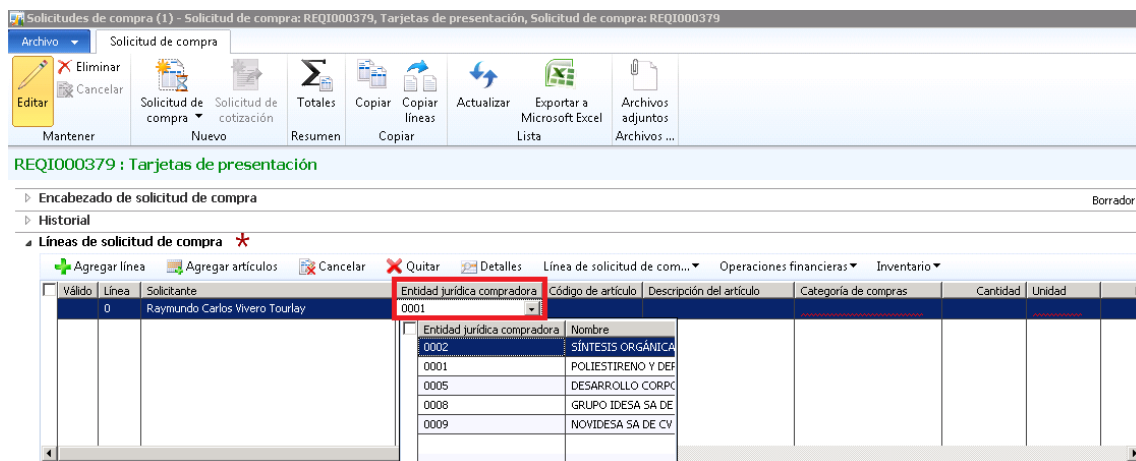 Solicitudes de compra (1) - Solicitud de compra: REQI000379, Tarjetas de presentación, Solicitud de compra: REQI000379
Archivo Solicitud de compra
Editar
Eliminar
Cancelar
Mantener
Solicitud de compra
Solicitud de cotización
Nuevo
Totales
Resumen
Copiar
Copiar líneas
Copiar
Actualizar
Exportar a Microsoft Excel
Lista
Archivos adjuntos
Archivos ...
REQI000379 : Tarjetas de presentación
Encabezado de solicitud de compra Borrador
Historial
Líneas de solicitud de compra *
Agregar línea Agregar artículos Cancelar Quitar Detalles Línea de solicitud de com... Operaciones financieras Inventario
Válido Línea Solicitante Entidad jurídica compradora Código de artículo Descripción del artículo Categoría de compras Cantidad Unidad
0 Raymundo Carlos Vivero Tourlay 0001
Entidad jurídica compradora Nombre
0002 SÍNTESIS ORGÁNICA
0001 POLIESTIRENO Y DER
0005 DESARROLLO CORPO
0008 GRUPO IDESA SA DE
0009 NOVIDESA SA DE CV